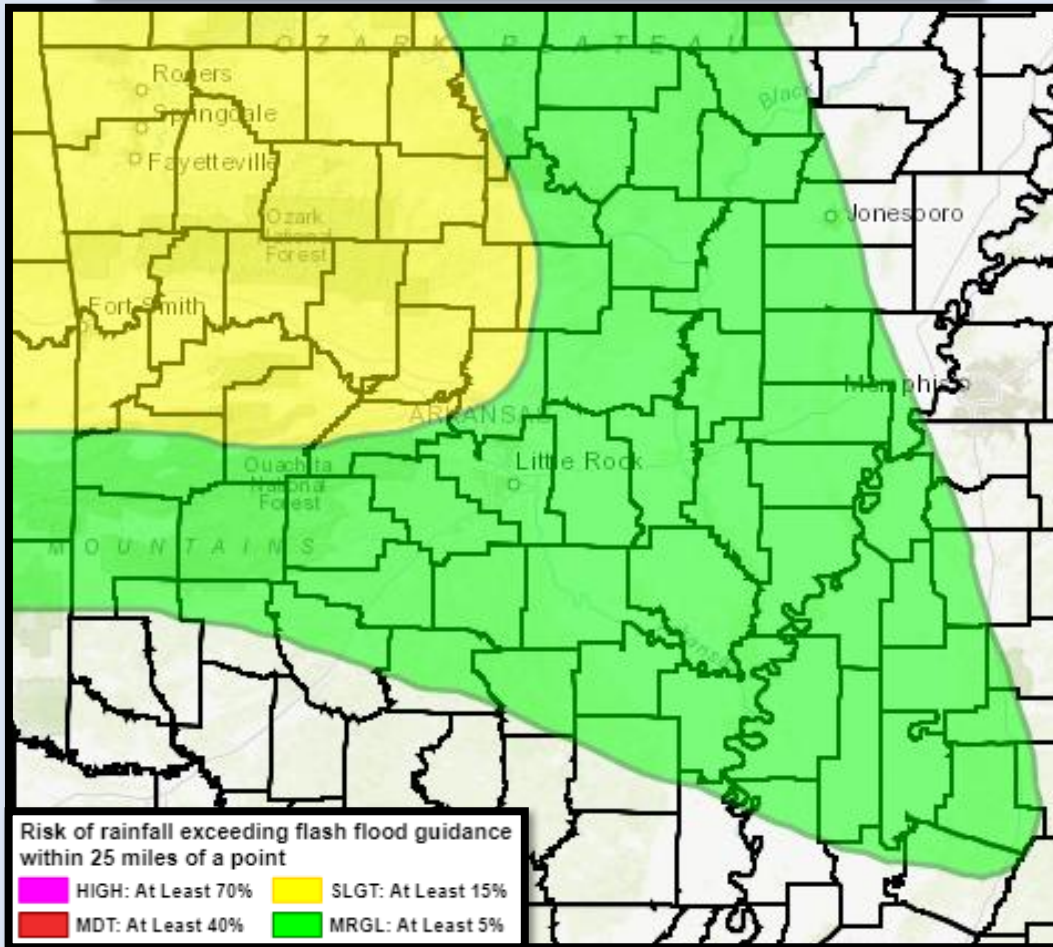 OZARK PLATEAU
Rogers
Springdale
Fayetteville
Black
Ozark
National
Forest
Jonesboro
Fort Smith
Memphis
ARKANSAS
Little Rock
Ouachita
National
Forest
MOUNTAINS
Risk of rainfall exceeding flash flood guidance
within 25 miles of a point
HIGH: At Least 70%
SLGT: At Least 15%
MDT: At Least 40%
MRGL: At Least 5%